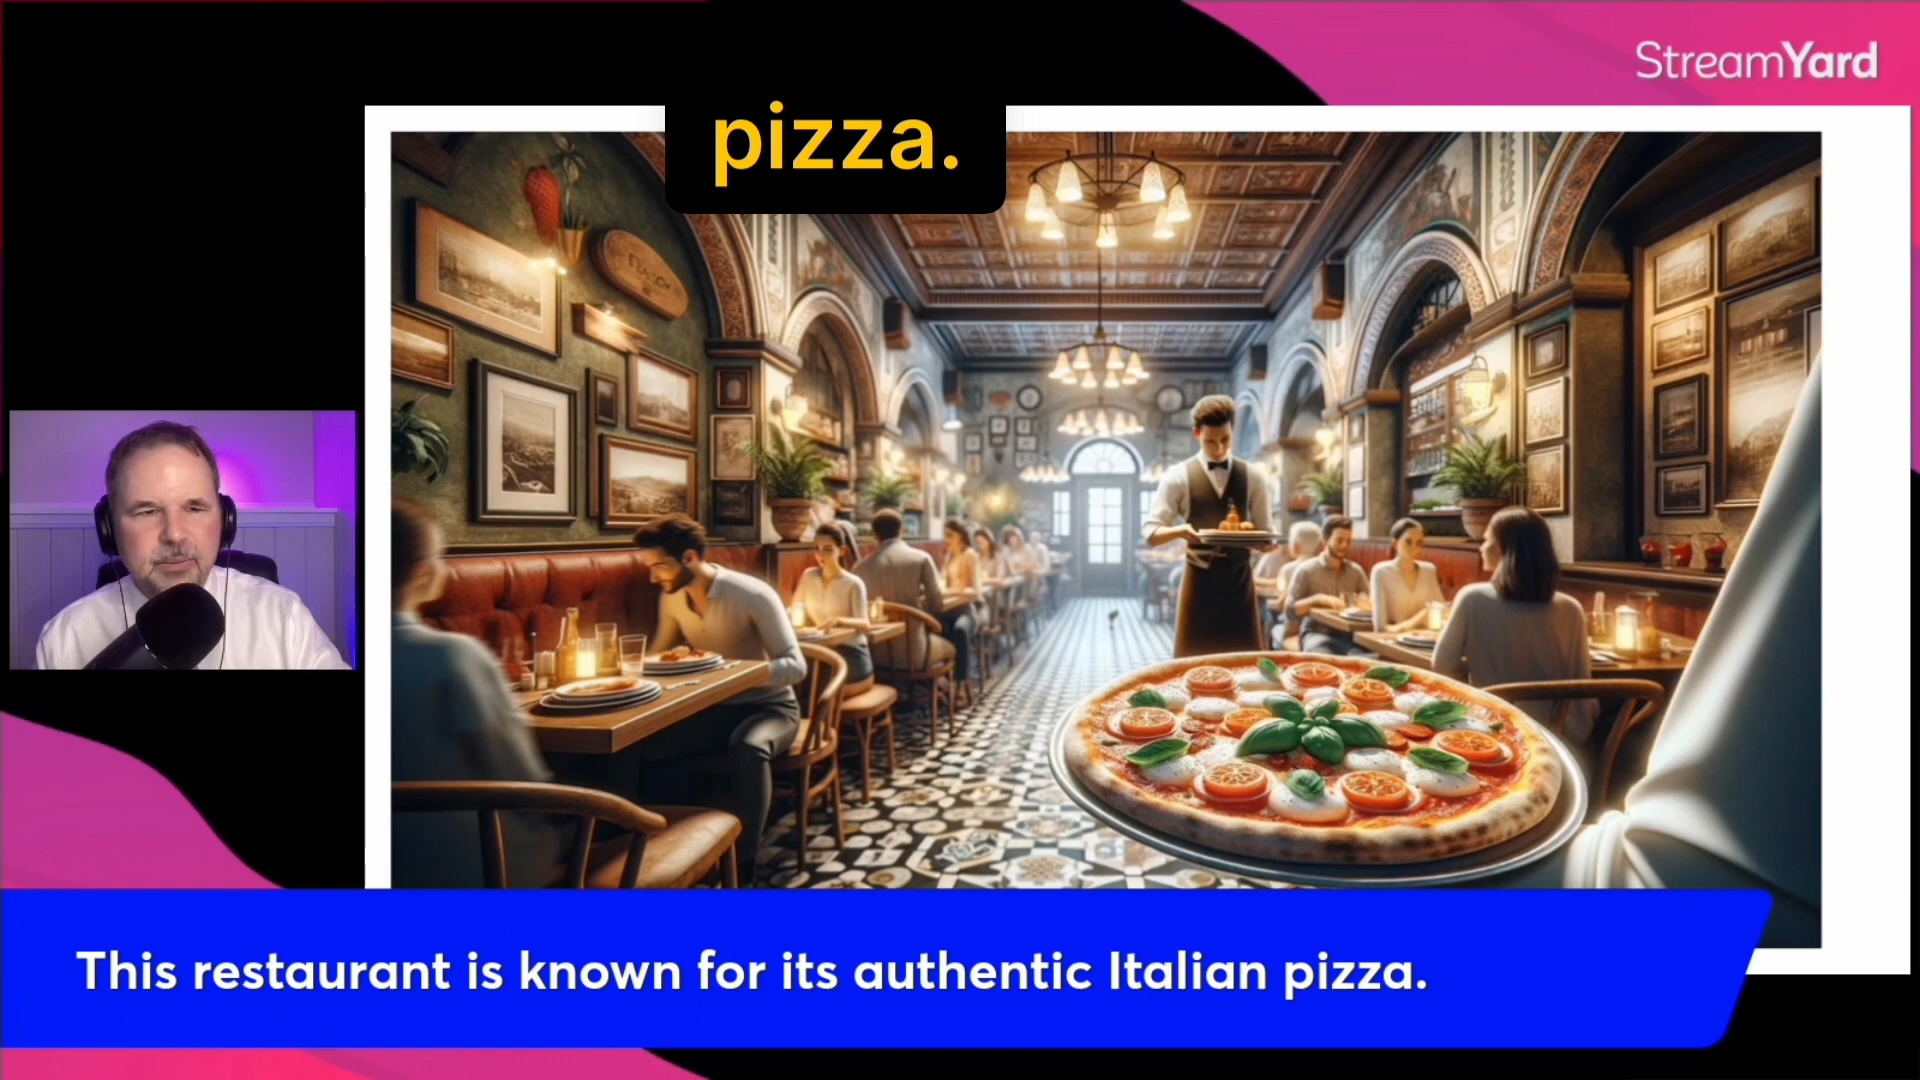 StreamYard
pizza.
This restaurant is known for its authentic Italian pizza.